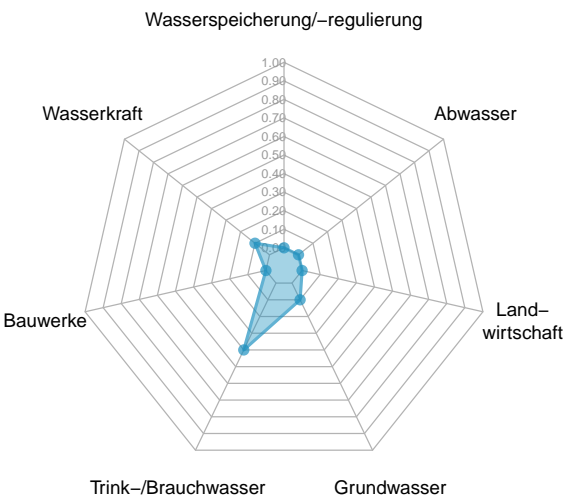 Wasserspeicherung/−regulierung
1.00
0.90
Wasserkraft
Abwasser
0.80
0.70
0.60
0.50
0.40
0.30
0.20
0.10
Bauwerke
Land−
wirtschaft
Trink−/Brauchwasser
Grundwasser